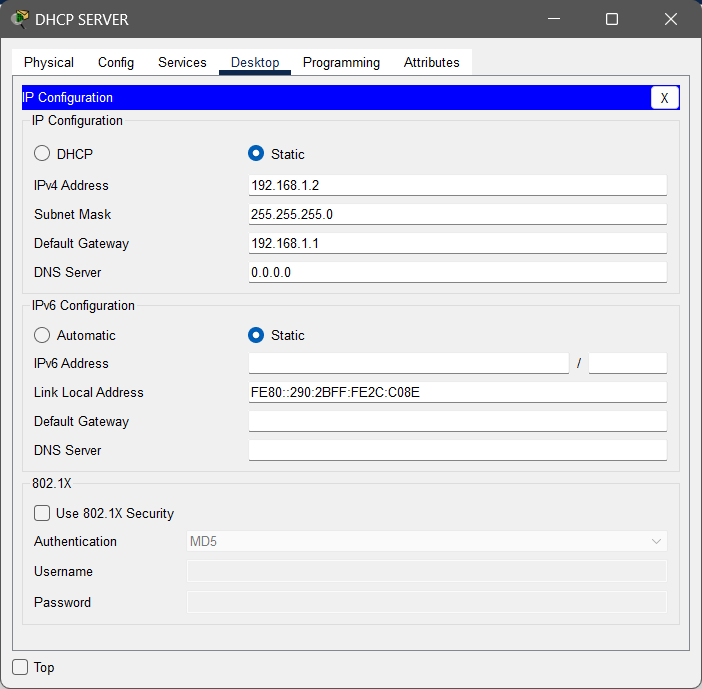 DHCP SERVER
Physical Config Services Desktop Programming Attributes
IP Configuration X
IP Configuration
DHCP Static
IPv4 Address 192.168.1.2
Subnet Mask 255.255.255.0
Default Gateway 192.168.1.1
DNS Server 0.0.0.0
IPv6 Configuration
Automatic Static
IPv6 Address /
Link Local Address FE80::290:2BFF:FE2C:C08E
Default Gateway
DNS Server
802.1X
Use 802.1X Security
Authentication MD5
Username
Password
Top